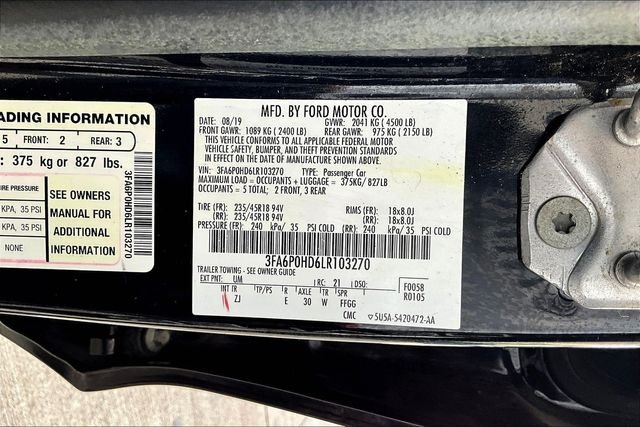 ADING INFORMATION
5 FRONT: 2 REAR: 3
: 375 kg or 827 lbs.
RE PRESSURE
KPA, 35 PSI
KPA, 35 PSI
NONE
SEE OWNERS
MANUAL FOR
ADDITIONAL
INFORMATION
3FA6P0HD6LR103270
MFD. BY FORD MOTOR CO.
DATE: 08/19 GVWR: 2041 KG ( 4500 LB)
FRONT GAWR: 1089 KG ( 2400 LB) REAR GAWR: 975 KG ( 2150 LB)
THIS VEHICLE CONFORMS TO ALL APPLICABLE FEDERAL MOTOR
VEHICLE SAFETY, BUMPER, AND THEFT PREVENTION STANDARDS
IN EFFECT ON THE DATE OF MANUFACTURE SHOWN ABOVE.
VIN: 3FA6P0HD6LR103270 TYPE: Passenger Car
MAXIMUM LOAD = OCCUPANTS + LUGGAGE = 375KG/827LB
OCCUPANTS = 5 TOTAL; 2 FRONT, 3 REAR
TIRE (FR): 235/45R18 94V RIMS (FR): 18x8.0J
(RR): 235/45R18 94V (RR): 18x8.0J
PRESSURE (FR): 240 kPa/ 35 PSI COLD (RR): 240 kPa/ 35 PSI COLD
3FA6P0HD6LR103270
TRAILER TOWING - SEE OWNER GUIDE
EXT PNT: UM RC: 21 DSO: F0058
INT TR TP/PS R AXLE TR SPR R0105
ZJ E 30 W FFGG
CMC ▽5U5A-5420472-AA